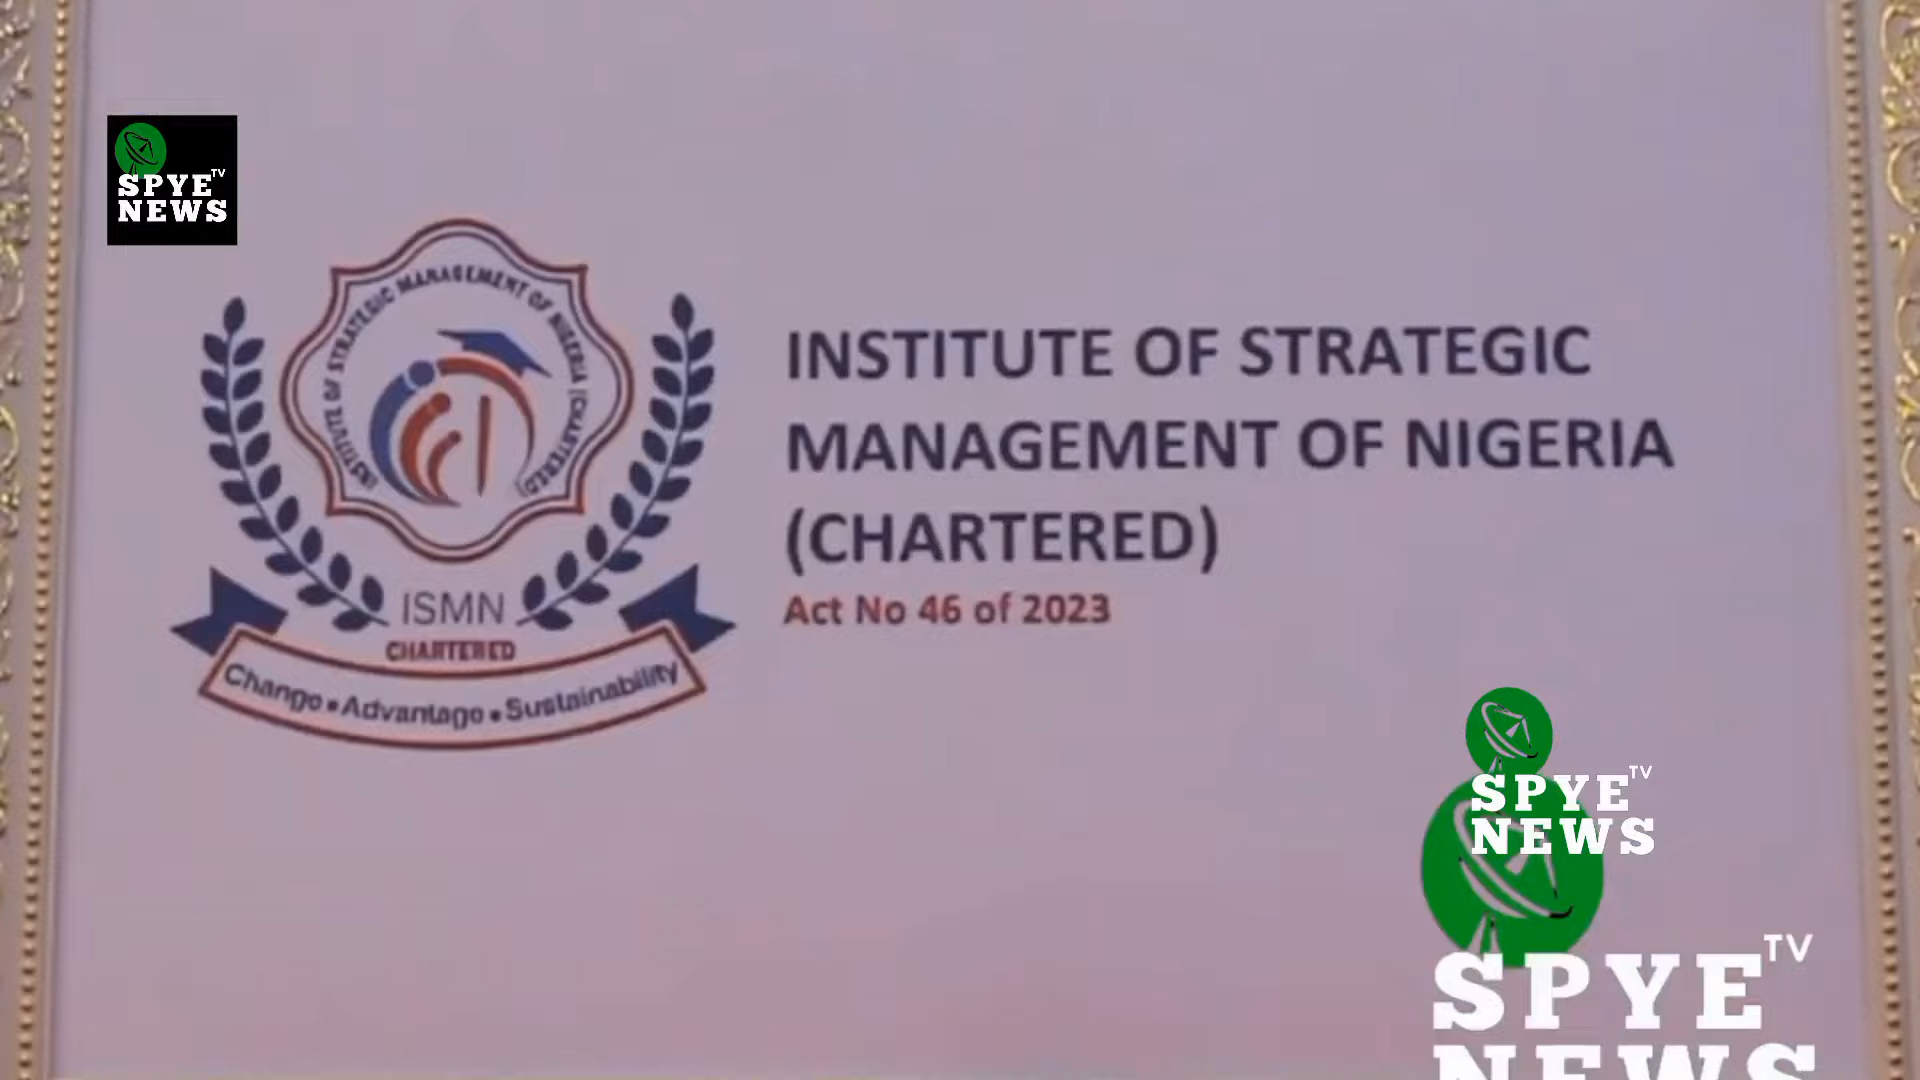 SPYE TV
NEWS
INSTITUTE OF STRATEGIC MANAGEMENT OF NIGERIA (CHARTERED)
ISMN
CHARTERED
Change • Advantage • Sustainability
INSTITUTE OF STRATEGIC
MANAGEMENT OF NIGERIA
(CHARTERED)
Act No 46 of 2023
SPYE TV
NEWS
SPYE TV
NEWS